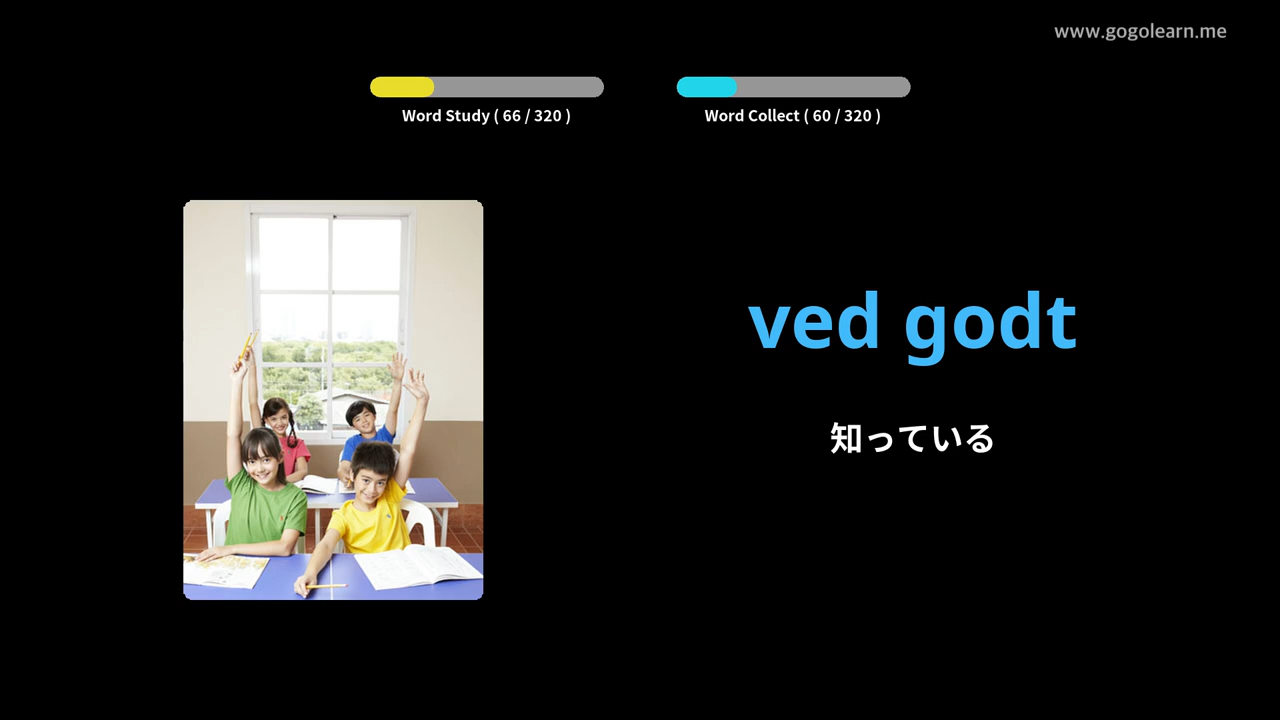 www.gogolearn.me
Word Study ( 66 / 320 )
Word Collect ( 60 / 320 )
ved godt
知っている